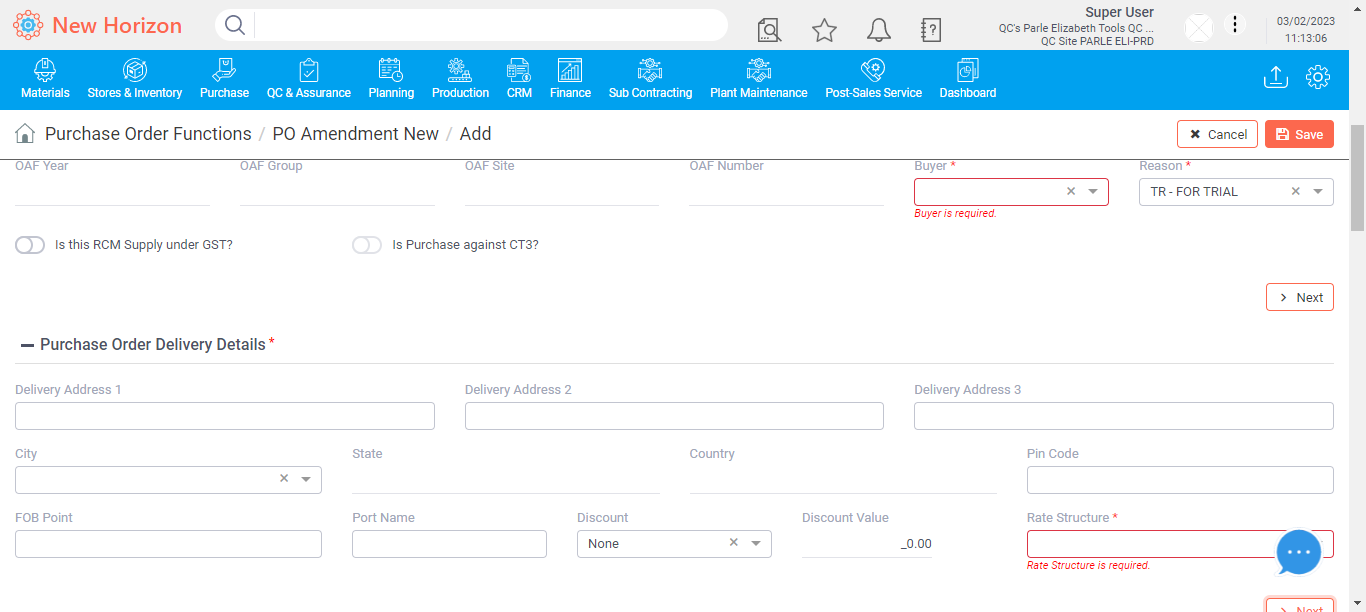 New Horizon
Super User
QC's Parle Elizabeth Tools QC ...
QC Site PARLE ELI-PRD
03/02/2023
11:13:06
Materials Stores & Inventory Purchase QC & Assurance Planning Production CRM Finance Sub Contracting Plant Maintenance Post-Sales Service Dashboard
Purchase Order Functions / PO Amendment New / Add
Cancel Save
OAF Year OAF Group OAF Site OAF Number Buyer * Reason *
TR - FOR TRIAL
Buyer is required.
Is this RCM Supply under GST? Is Purchase against CT3?
Next
Purchase Order Delivery Details *
Delivery Address 1 Delivery Address 2 Delivery Address 3
City State Country Pin Code
FOB Point Port Name Discount Discount Value Rate Structure *
None _0.00
Rate Structure is required.
Next